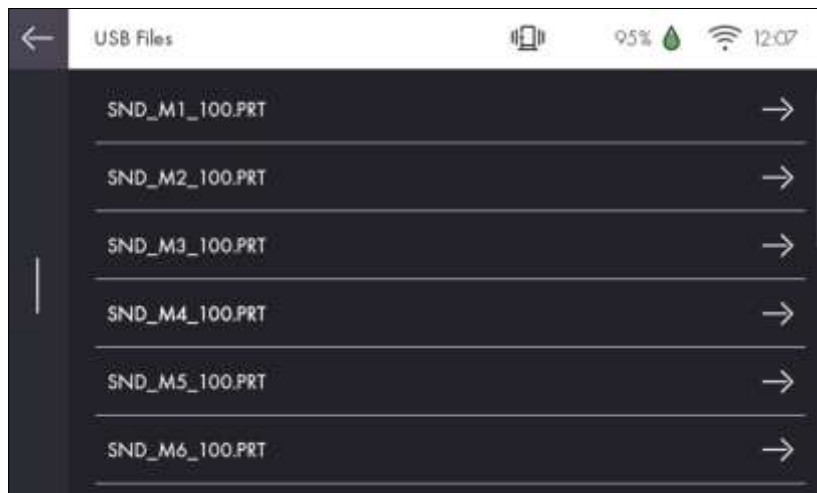 USB Files 95% 12:07
SND_M1_100.PRT
SND_M2_100.PRT
SND_M3_100.PRT
SND_M4_100.PRT
SND_M5_100.PRT
SND_M6_100.PRT